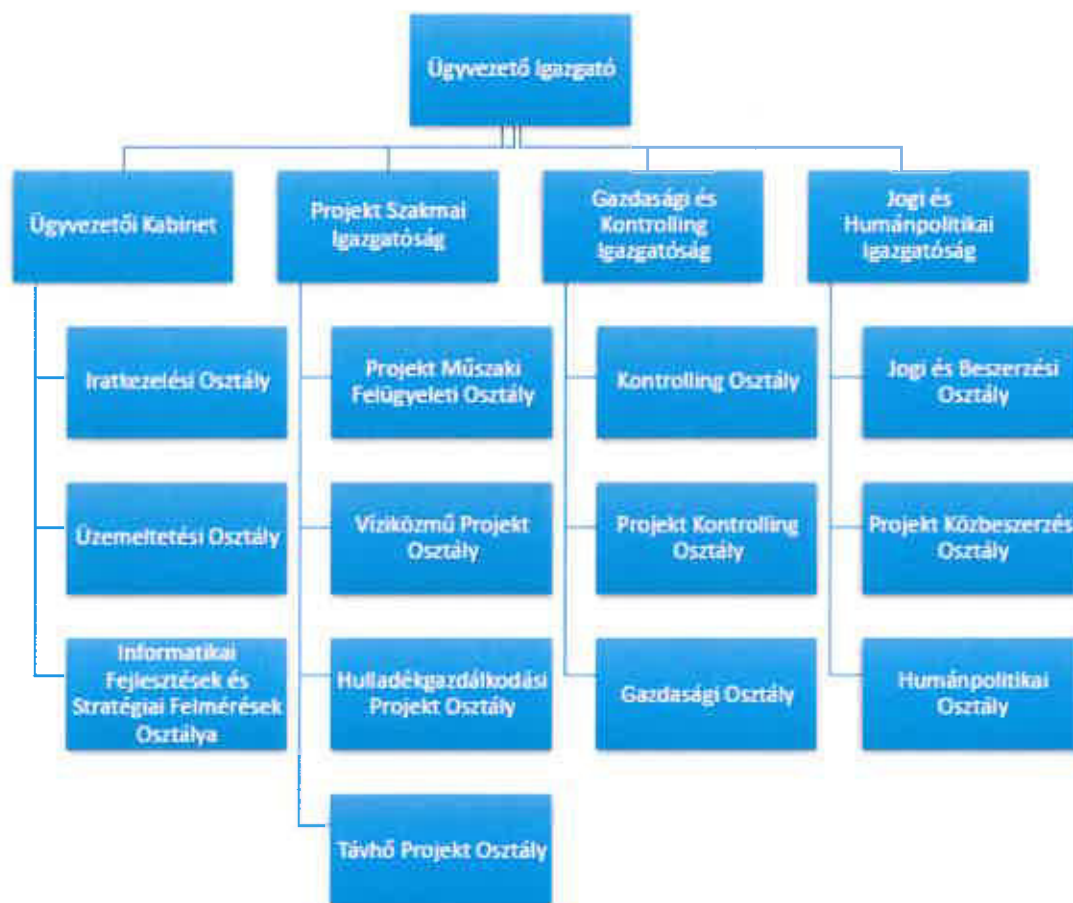 Ügyvezető Igazgató
Ügyvezetői Kabinet
Projekt Szakmai
Igazgatóság
Gazdasági és
Kontrolling
Igazgatóság
Jogi és
Humánpolitikai
Igazgatóság
Iratkezelési Osztály
Projekt Műszaki
Felügyeleti Osztály
Kontrolling Osztály
Jogi és Beszerzési
Osztály
Üzemeltetési Osztály
Víziközmű Projekt
Osztály
Projekt Kontrolling
Osztály
Projekt Közbeszerzés
Osztály
Informatikai
Fejlesztések és
Stratégiai Felmérések
Osztálya
Hulladékgazdálkodási
Projekt Osztály
Gazdasági Osztály
Humánpolitikai
Osztály
Távhő Projekt Osztály